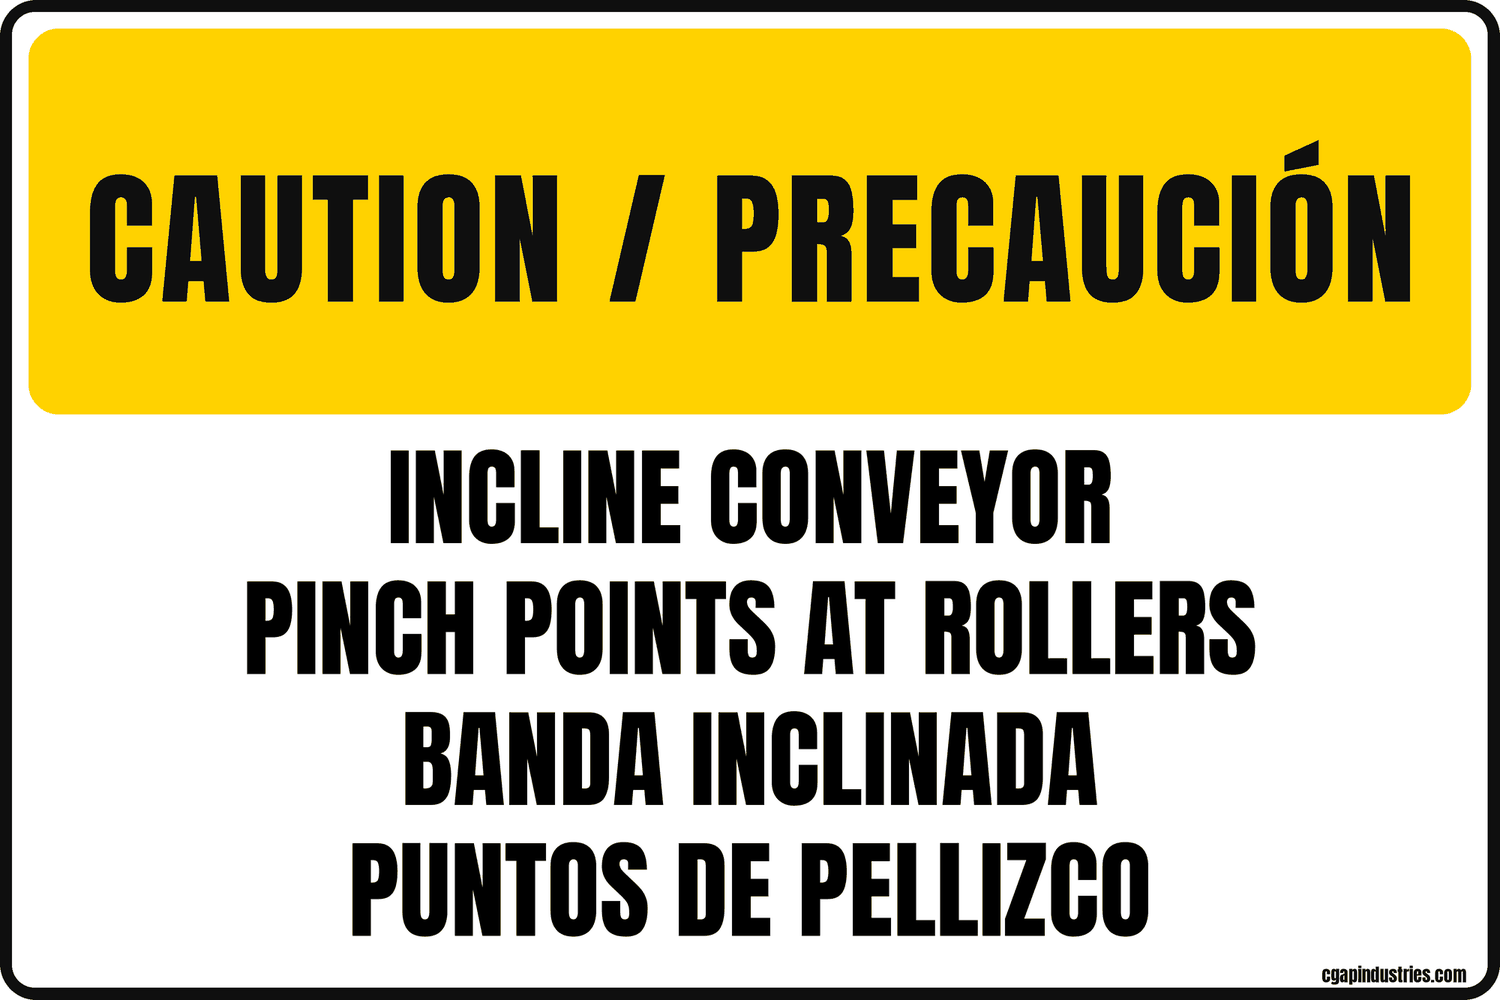 CAUTION / PRECAUCIÓN
INCLINE CONVEYOR
PINCH POINTS AT ROLLERS
BANDA INCLINADA
PUNTOS DE PELLIZCO
cgapindustries.com